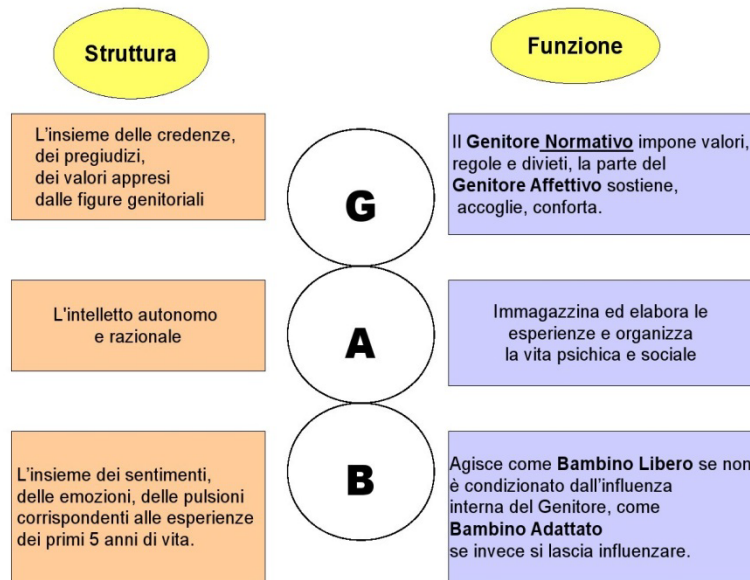 Struttura
Funzione
L'insieme delle credenze,
dei pregiudizi,
dei valori appresi
dalle figure genitoriali
G
Il Genitore Normativo impone valori,
regole e divieti, la parte del
Genitore Affettivo sostiene,
accoglie, conforta.
L'intelletto autonomo
e razionale
A
Immagazzina ed elabora le
esperienze e organizza
la vita psichica e sociale
L'insieme dei sentimenti,
delle emozioni, delle pulsioni
corrispondenti alle esperienze
dei primi 5 anni di vita.
B
Agisce come Bambino Libero se non
è condizionato dall'influenza
interna del Genitore, come
Bambino Adattato
se invece si lascia influenzare.